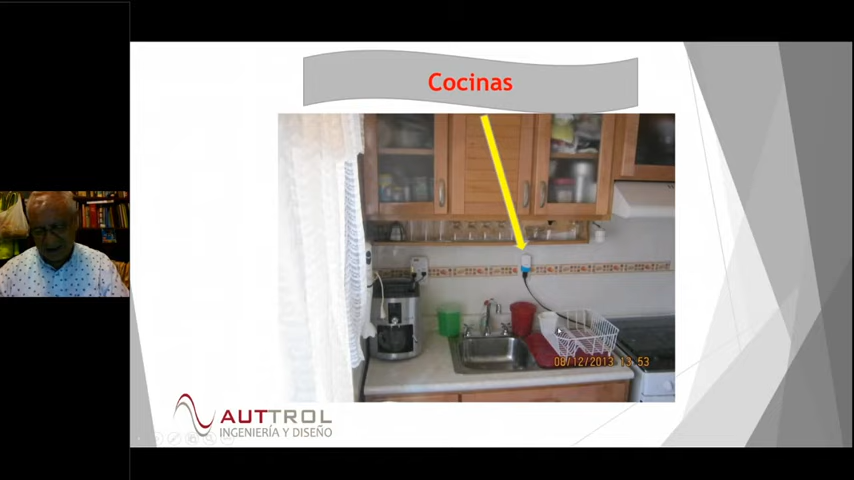 Cocinas
08/12/2013 13:53
AUTTROL
INGENIERÍA Y DISEÑO